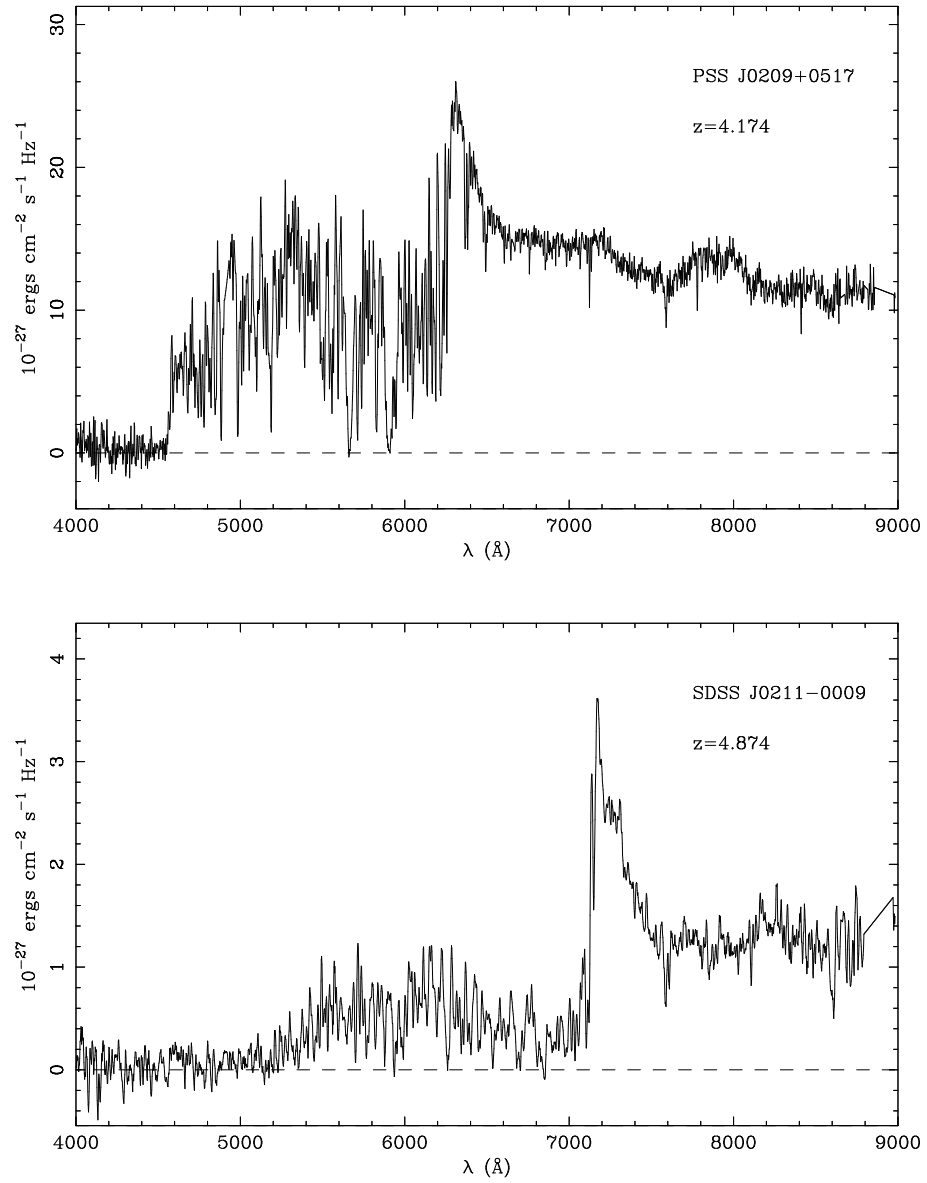 30
20
10
0
10−27 ergs cm−2 s−1 Hz−1
PSS J0209+0517
z=4.174
4000 5000 6000 7000 8000 9000
λ (Å)
4
3
2
1
0
10−27 ergs cm−2 s−1 Hz−1
SDSS J0211−0009
z=4.874
4000 5000 6000 7000 8000 9000
λ (Å)